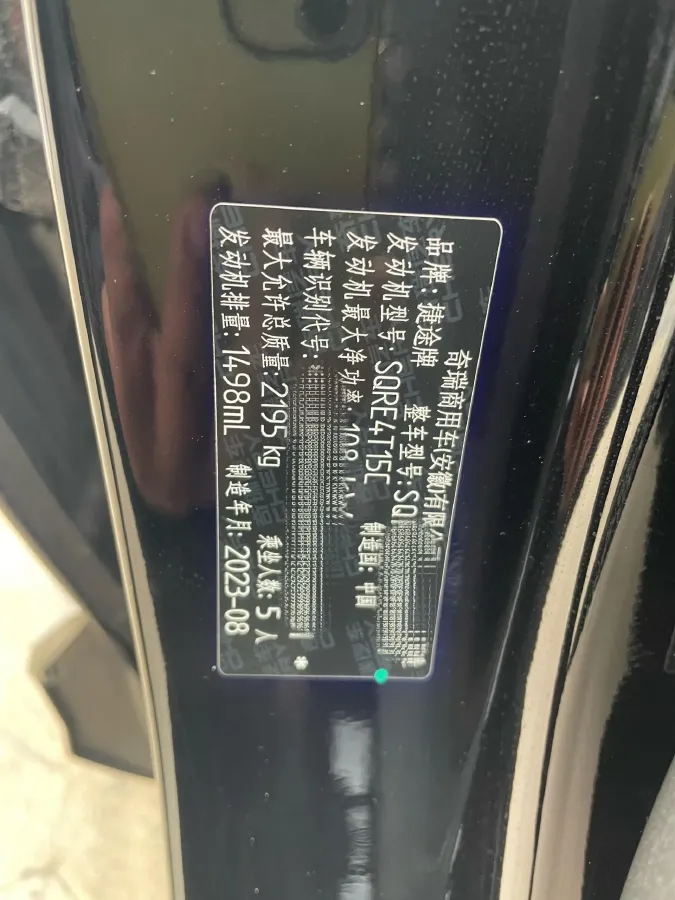 奇瑞商用车(安徽)有限
品牌:捷途牌 整车型号:SQ
发动机型号:SQRE4T15C
发动机最大净功率: 108 kW 制造国:中国
车辆识别代号:
最大允许总质量:2195kg 乘坐人数:5人
发动机排量:1498ml 制造年月:2023-08